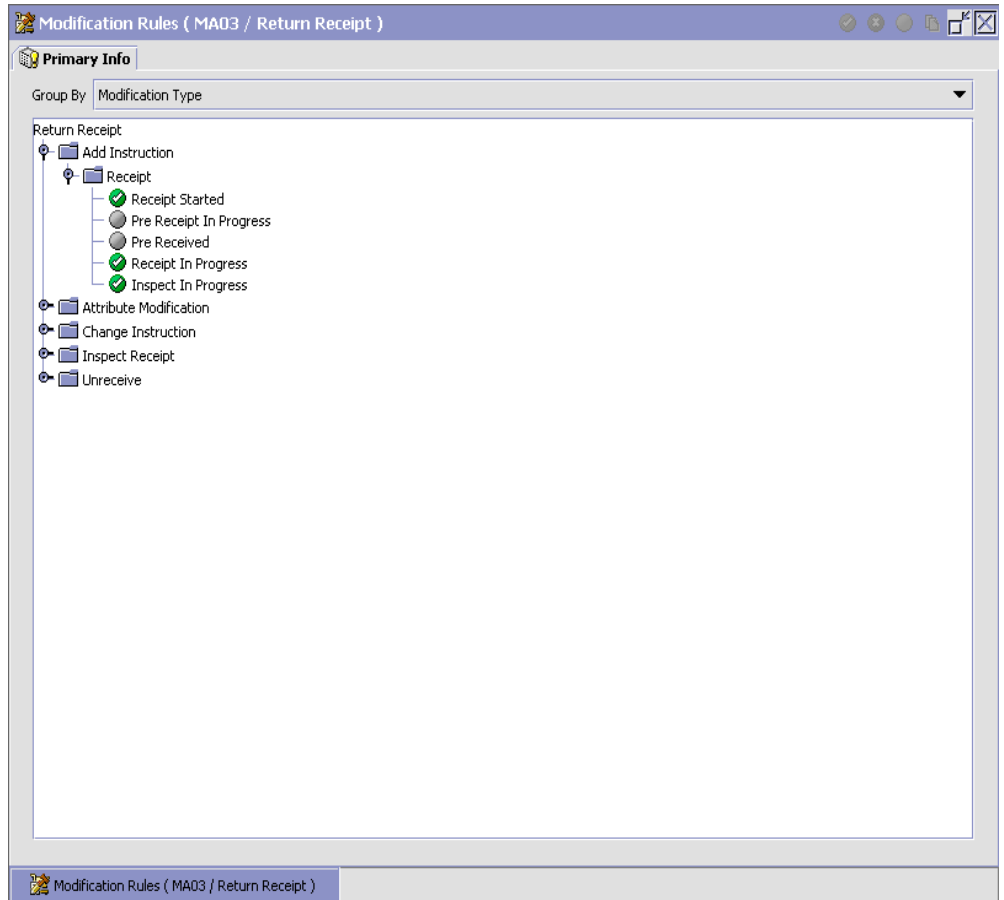 Modification Rules ( MA03 / Return Receipt )
Primary Info
Group By Modification Type
Return Receipt
Add Instruction
Receipt
Receipt Started
Pre Receipt In Progress
Pre Received
Receipt In Progress
Inspect In Progress
Attribute Modification
Change Instruction
Inspect Receipt
Unreceive
Modification Rules ( MA03 / Return Receipt )